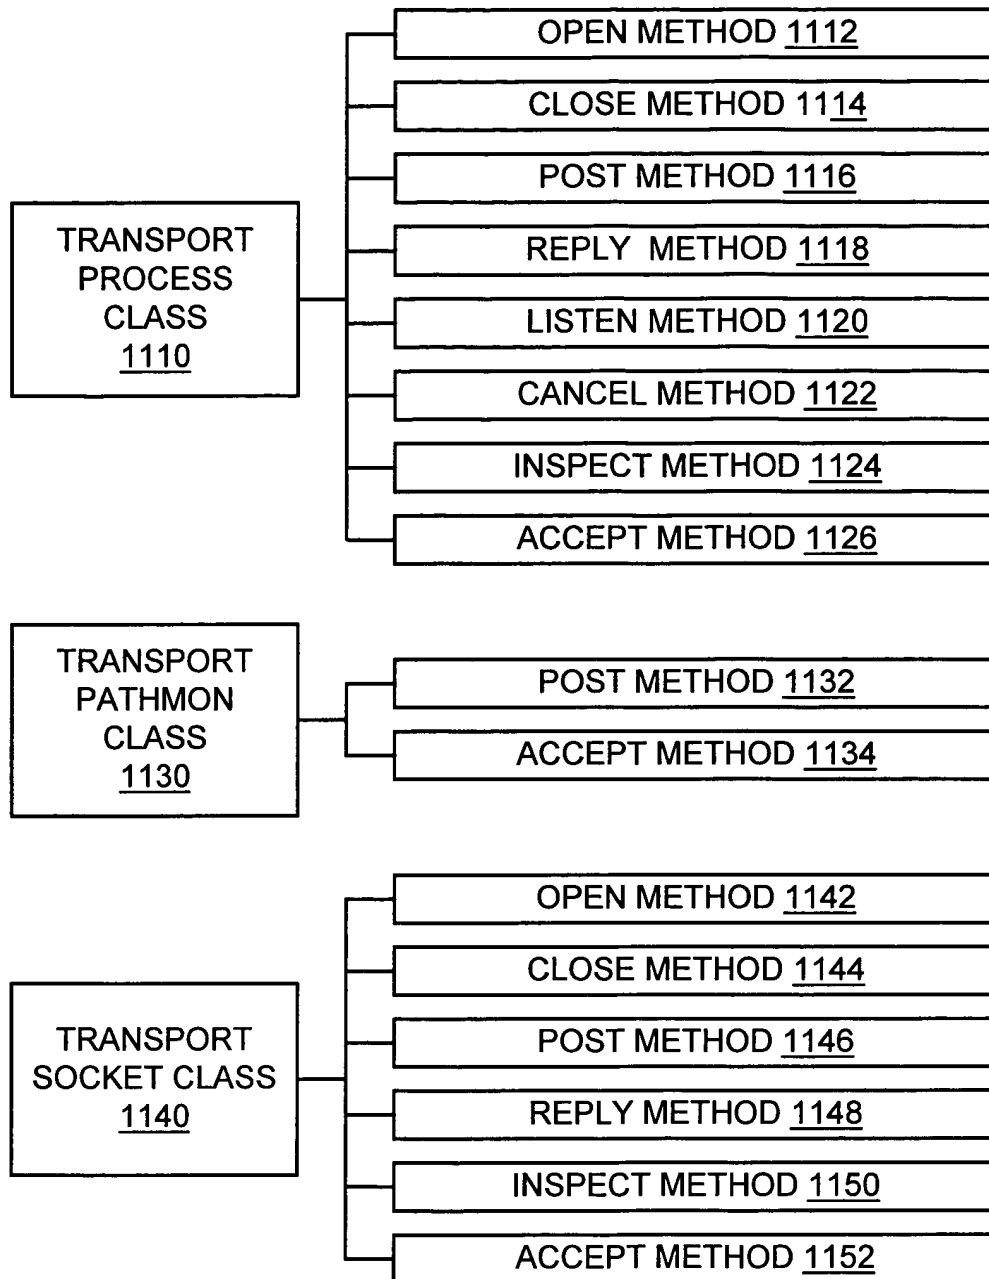 OPEN METHOD 1112
CLOSE METHOD 1114
POST METHOD 1116
REPLY METHOD 1118
LISTEN METHOD 1120
CANCEL METHOD 1122
INSPECT METHOD 1124
ACCEPT METHOD 1126
TRANSPORT
PROCESS
CLASS
1110
TRANSPORT
PATHMON
CLASS
1130
POST METHOD 1132
ACCEPT METHOD 1134
TRANSPORT
SOCKET CLASS
1140
OPEN METHOD 1142
CLOSE METHOD 1144
POST METHOD 1146
REPLY METHOD 1148
INSPECT METHOD 1150
ACCEPT METHOD 1152